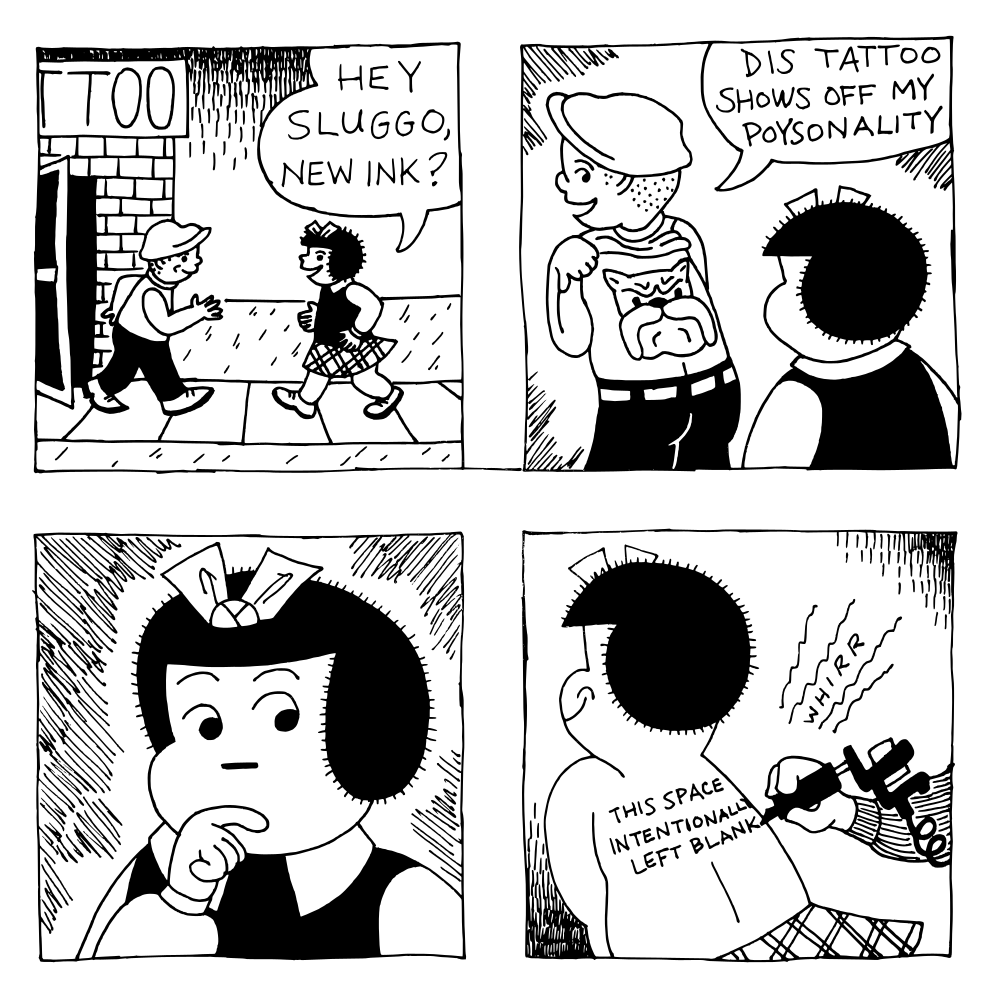 TTOO
HEY
SLUGGO,
NEW INK?
DIS TATTOO
SHOWS OFF MY
POYSONALITY
WHIRR
THIS SPACE
INTENTIONALLY
LEFT BLANK